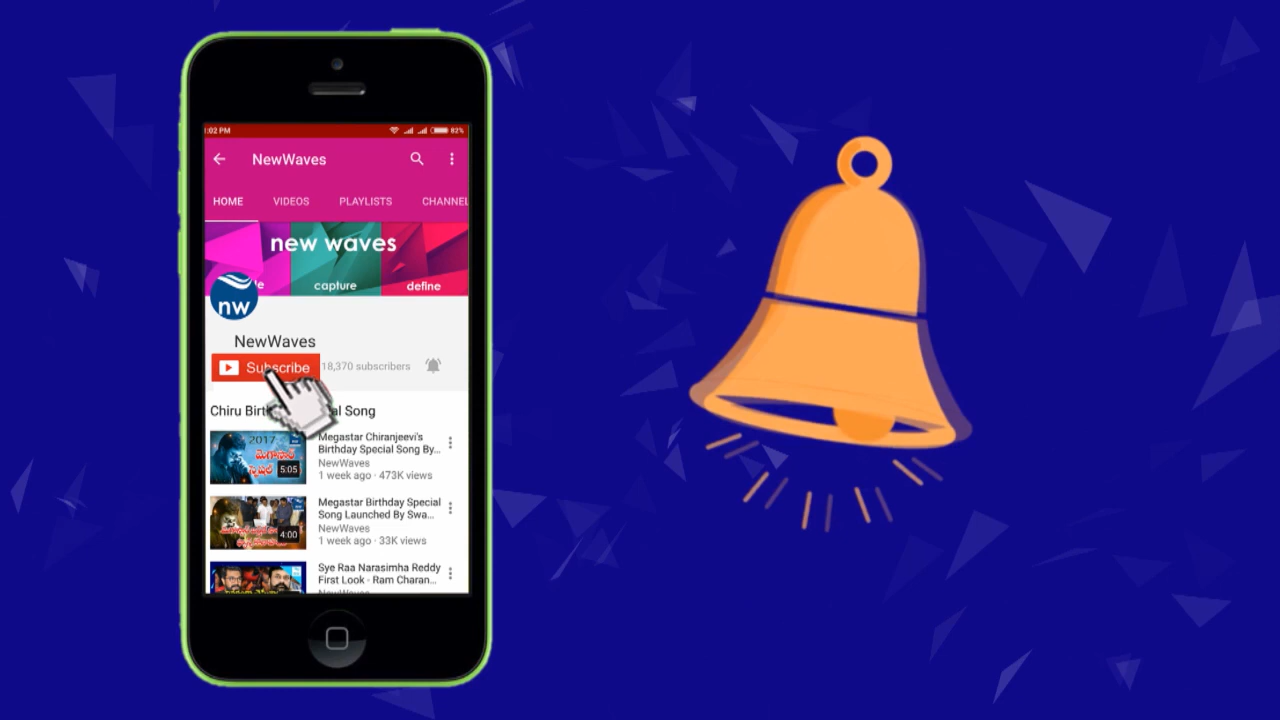 1:02 PM
82%
NewWaves
HOME VIDEOS PLAYLISTS CHANNEL
new waves
capture
define
nw
NewWaves
Subscribe
18,370 subscribers
Song
2017
5:05
Megastar Chiranjeevi's
Birthday Special Song By...
NewWaves
1 week ago · 473K views
4:00
Megastar Birthday Special
Song Launched By Swa...
NewWaves
1 week ago · 33K views
Sye Raa Narasimha Reddy
First Look - Ram Charan...